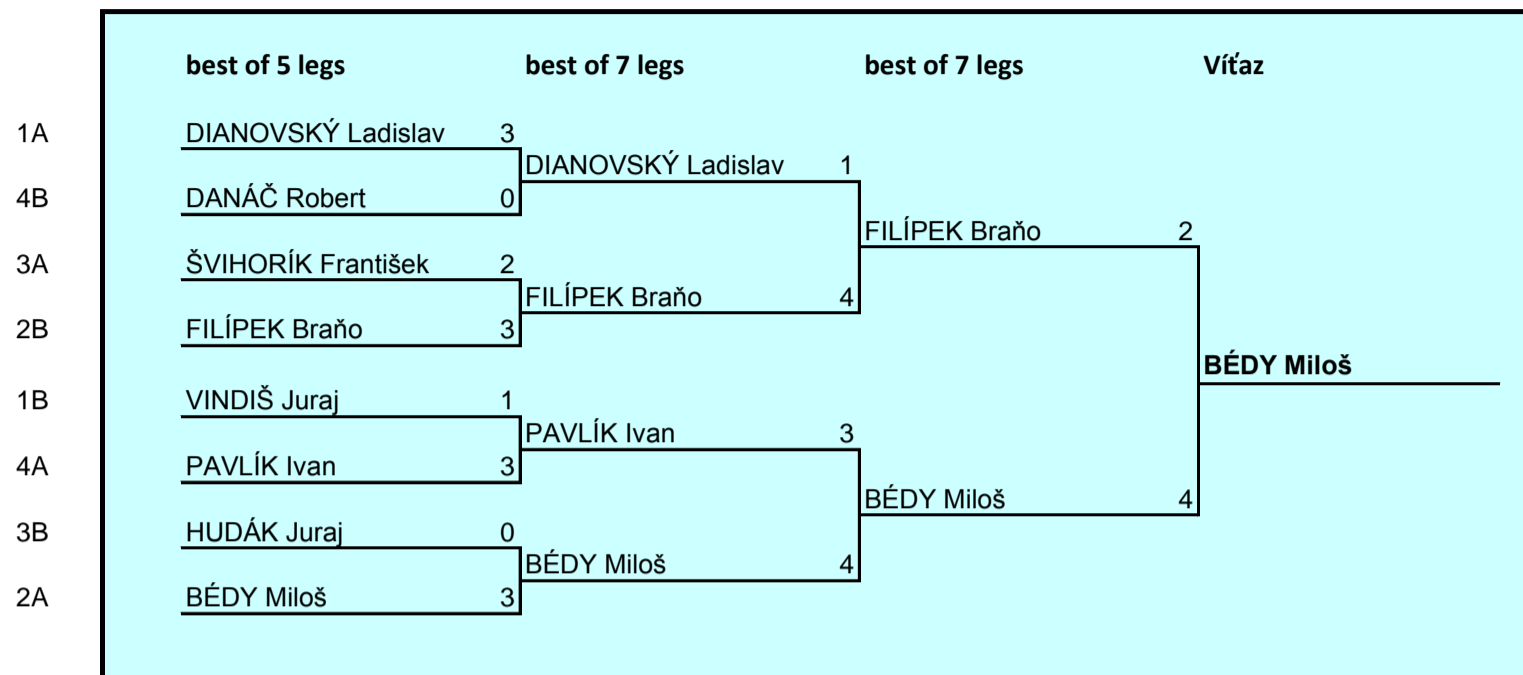 best of 5 legs best of 7 legs best of 7 legs Víťaz
1A DIANOVSKÝ Ladislav 3
DIANOVSKÝ Ladislav 1
4B DANÁČ Robert 0
FILÍPEK Braňo 2
3A ŠVIHORÍK František 2
FILÍPEK Braňo 4
2B FILÍPEK Braňo 3
BÉDY Miloš
1B VINDIŠ Juraj 1
PAVLÍK Ivan 3
4A PAVLÍK Ivan 3
BÉDY Miloš 4
3B HUDÁK Juraj 0
BÉDY Miloš 4
2A BÉDY Miloš 3